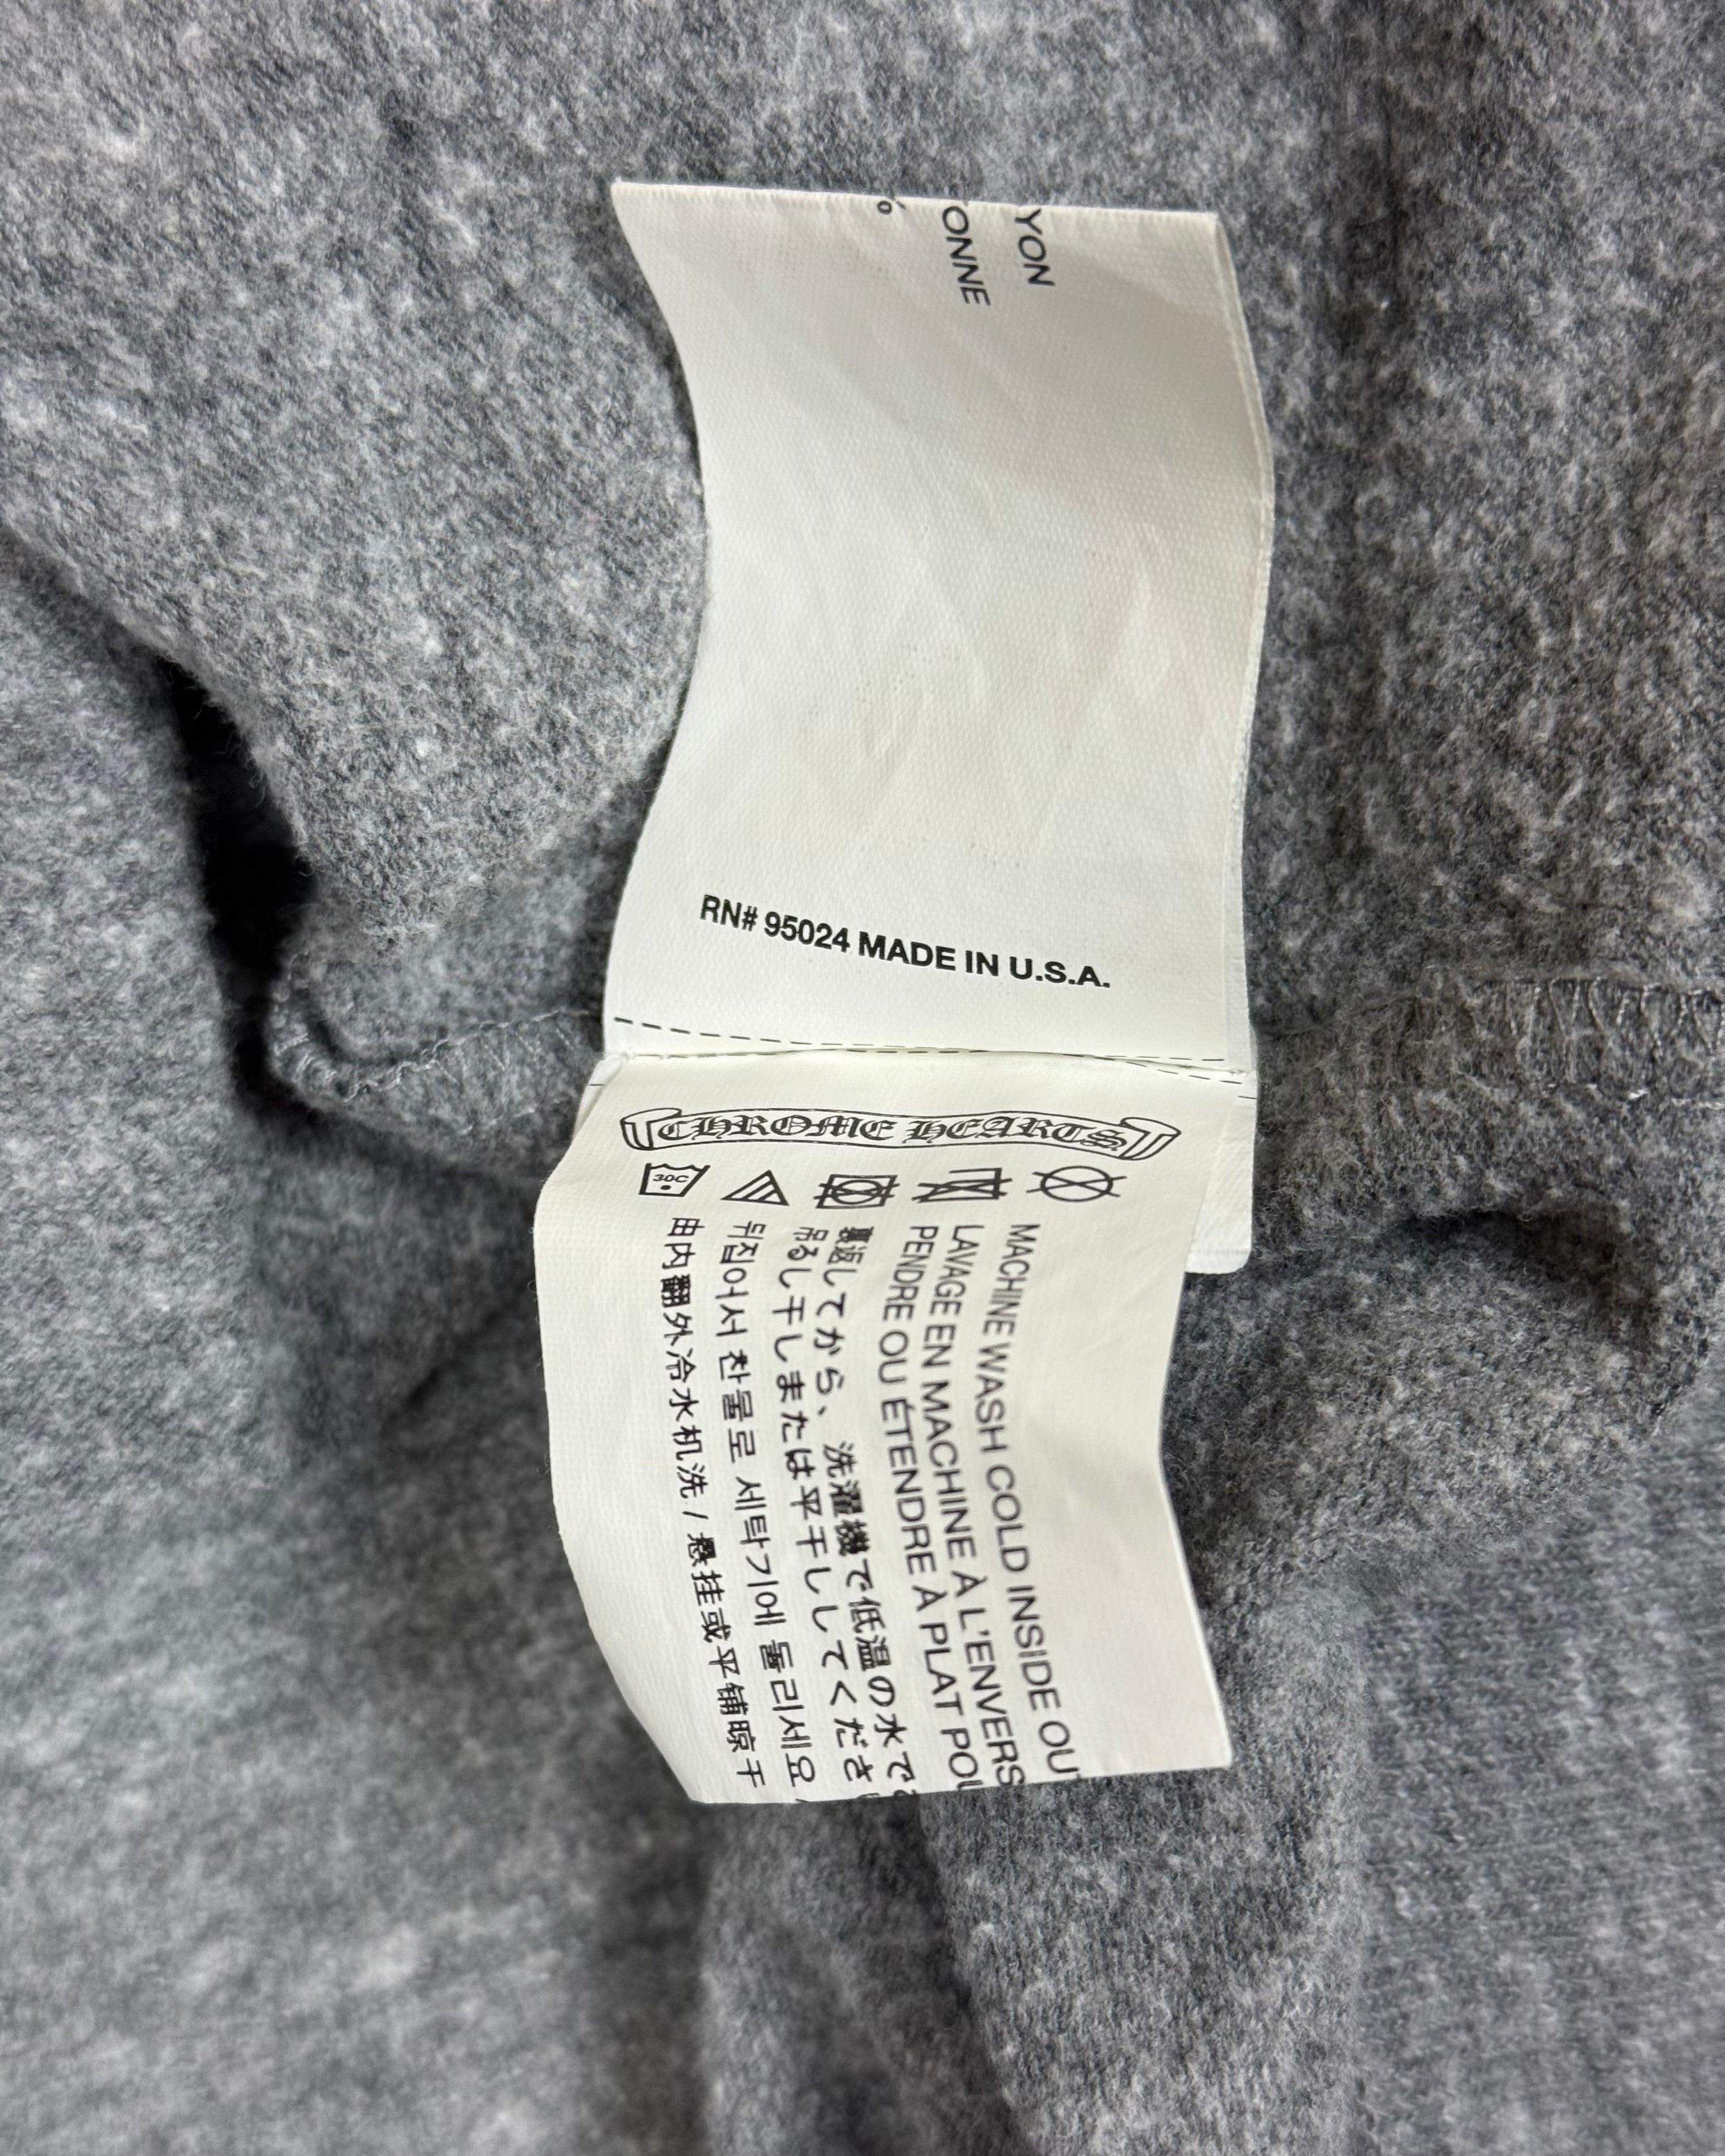 YON
ONNE
%
RN# 95024 MADE IN U.S.A.
CHROME HEARTS
30C
MACHINE WASH COLD INSIDE OUT
LAVAGE EN MACHINE À L'ENVERS
PENDRE OU ÉTENDRE À PLAT POU
裏返してから、洗濯機で低温の水で
吊るし干しまたは平干ししてくださ
뒤집어서 찬물로 세탁기에 돌리세요
由内翻外冷水机洗 / 悬挂或平铺晾干